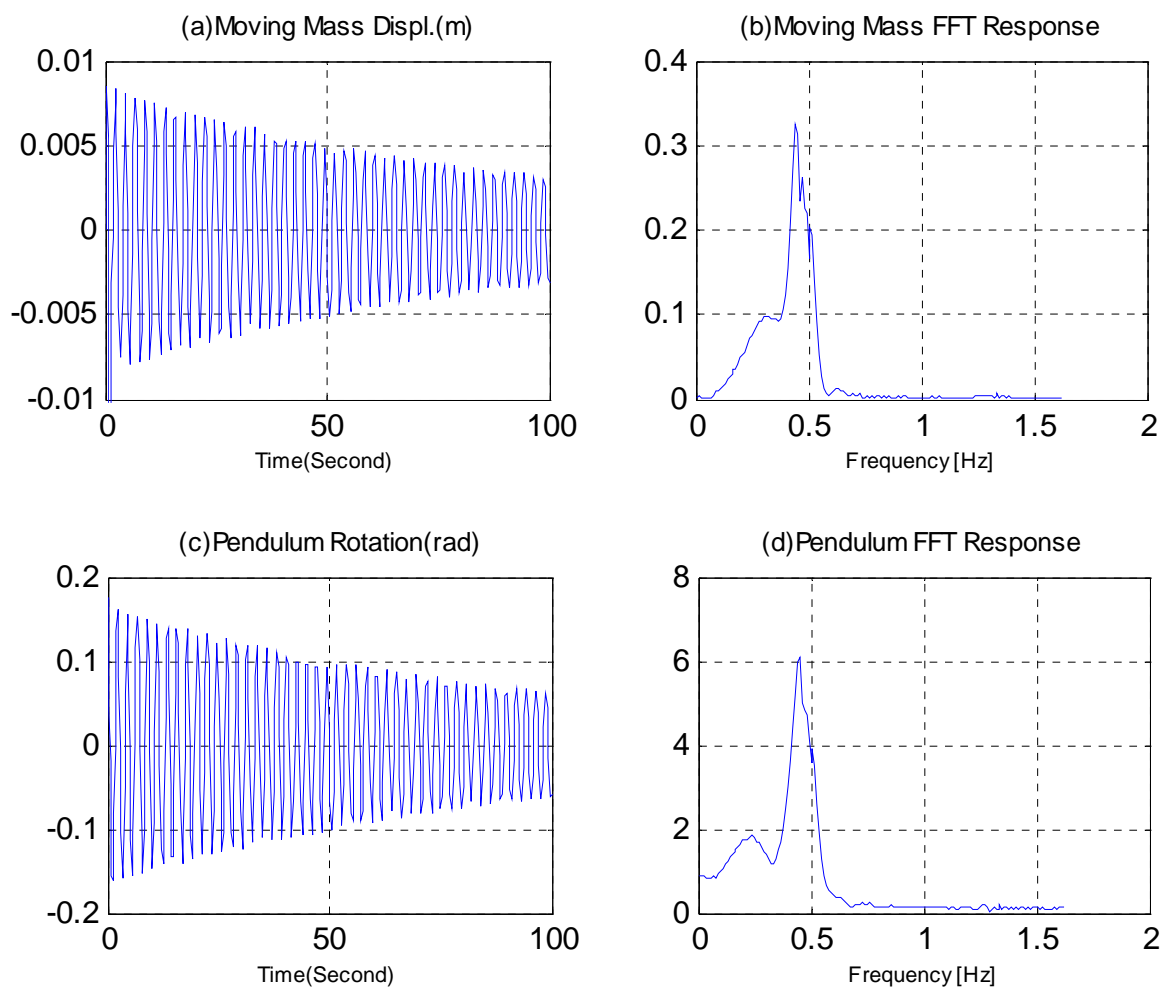 (a)Moving Mass Displ.(m)
0.01
0.005
0
-0.005
-0.01
0 50 100
Time(Second)
(b)Moving Mass FFT Response
0.4
0.3
0.2
0.1
0
0 0.5 1 1.5 2
Frequency [Hz]
(c)Pendulum Rotation(rad)
0.2
0.1
0
-0.1
-0.2
0 50 100
Time(Second)
(d)Pendulum FFT Response
8
6
4
2
0
0 0.5 1 1.5 2
Frequency [Hz]